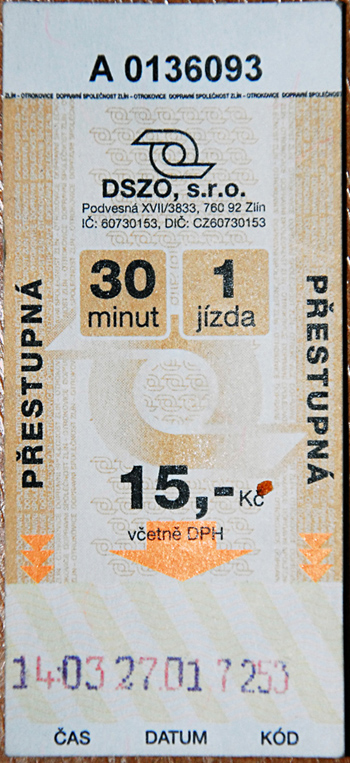 A 0136093
ZLÍN - OTROKOVICE DOPRAVNÍ SPOLEČNOST ZLÍN - OTROKOVICE DOPRAVNÍ SPOLEČNOST ZLÍN - OTROKOVICE
DSZO, s.r.o.
Podvesná XVII/3833, 760 92 Zlín
IČ: 60730153, DIČ: CZ60730153
30 1
minut jízda
PŘESTUPNÁ
PŘESTUPNÁ
15,- Kč
včetně DPH
14:03 27.01.7 253
ČAS DATUM KÓD